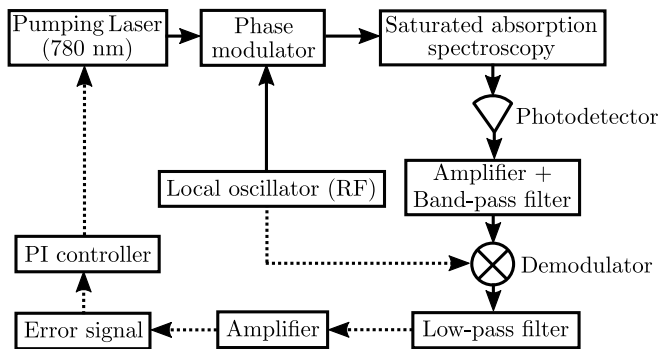 Pumping Laser
(780 nm)
Phase
modulator
Saturated absorption
spectroscopy
Photodetector
Local oscillator (RF)
Amplifier +
Band-pass filter
PI controller
Demodulator
Error signal
Amplifier
Low-pass filter